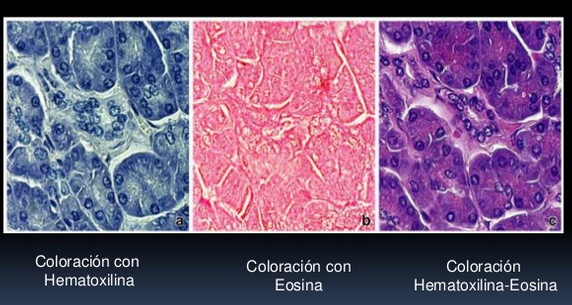 a
b
c
Coloración con
Hematoxilina
Coloración con
Eosina
Coloración
Hematoxilina-Eosina